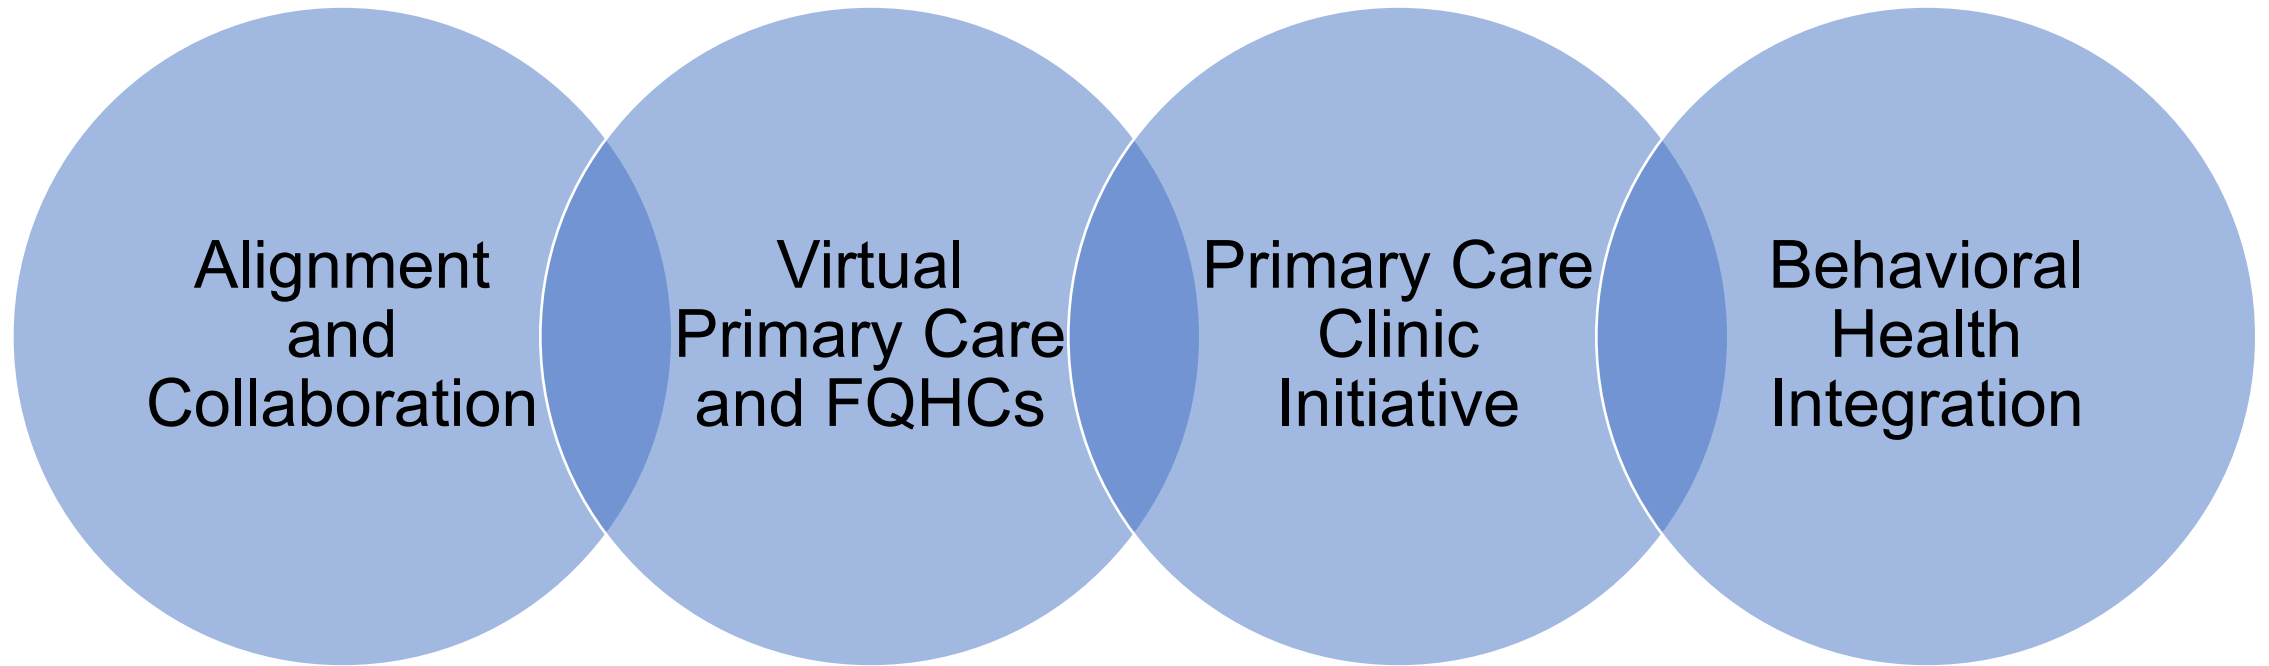 Alignment
and
Collaboration
Virtual
Primary Care
and FQHCs
Primary Care
Clinic
Initiative
Behavioral
Health
Integration